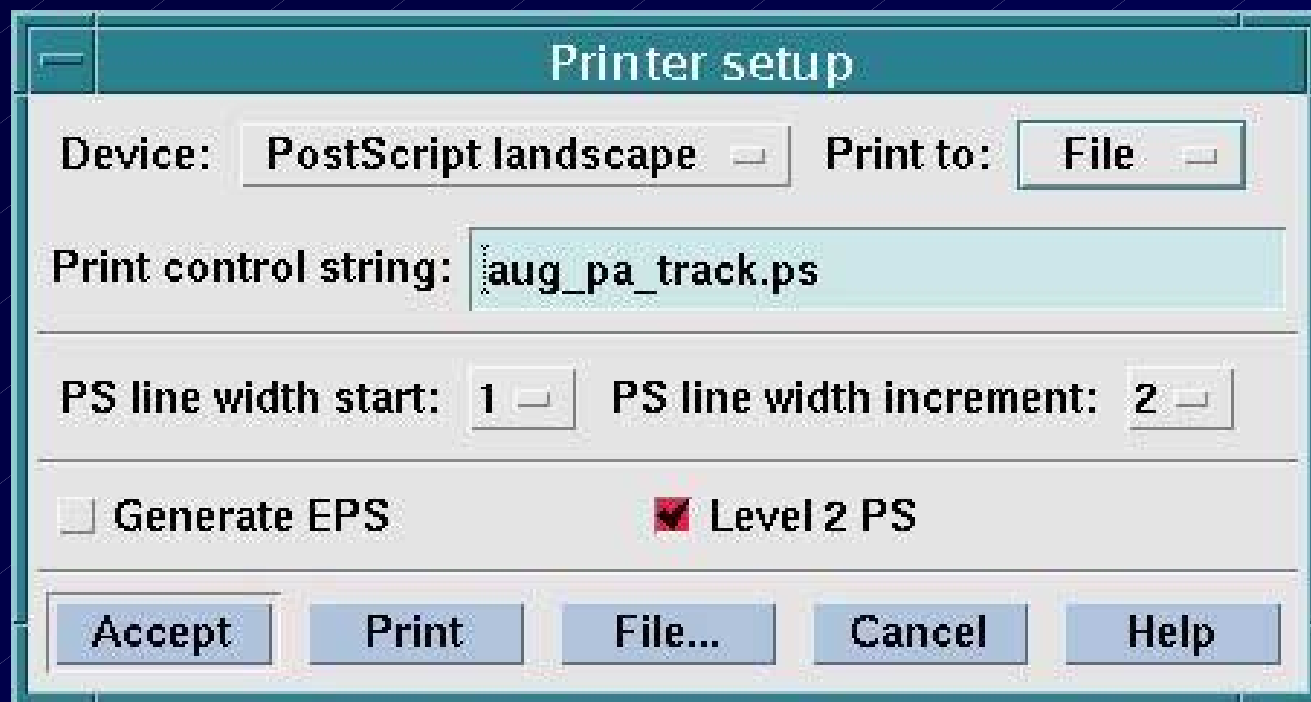 Printer setup
Device: PostScript landscape Print to: File
Print control string: aug_pa_track.ps
PS line width start: 1 PS line width increment: 2
Generate EPS Level 2 PS
Accept Print File... Cancel Help